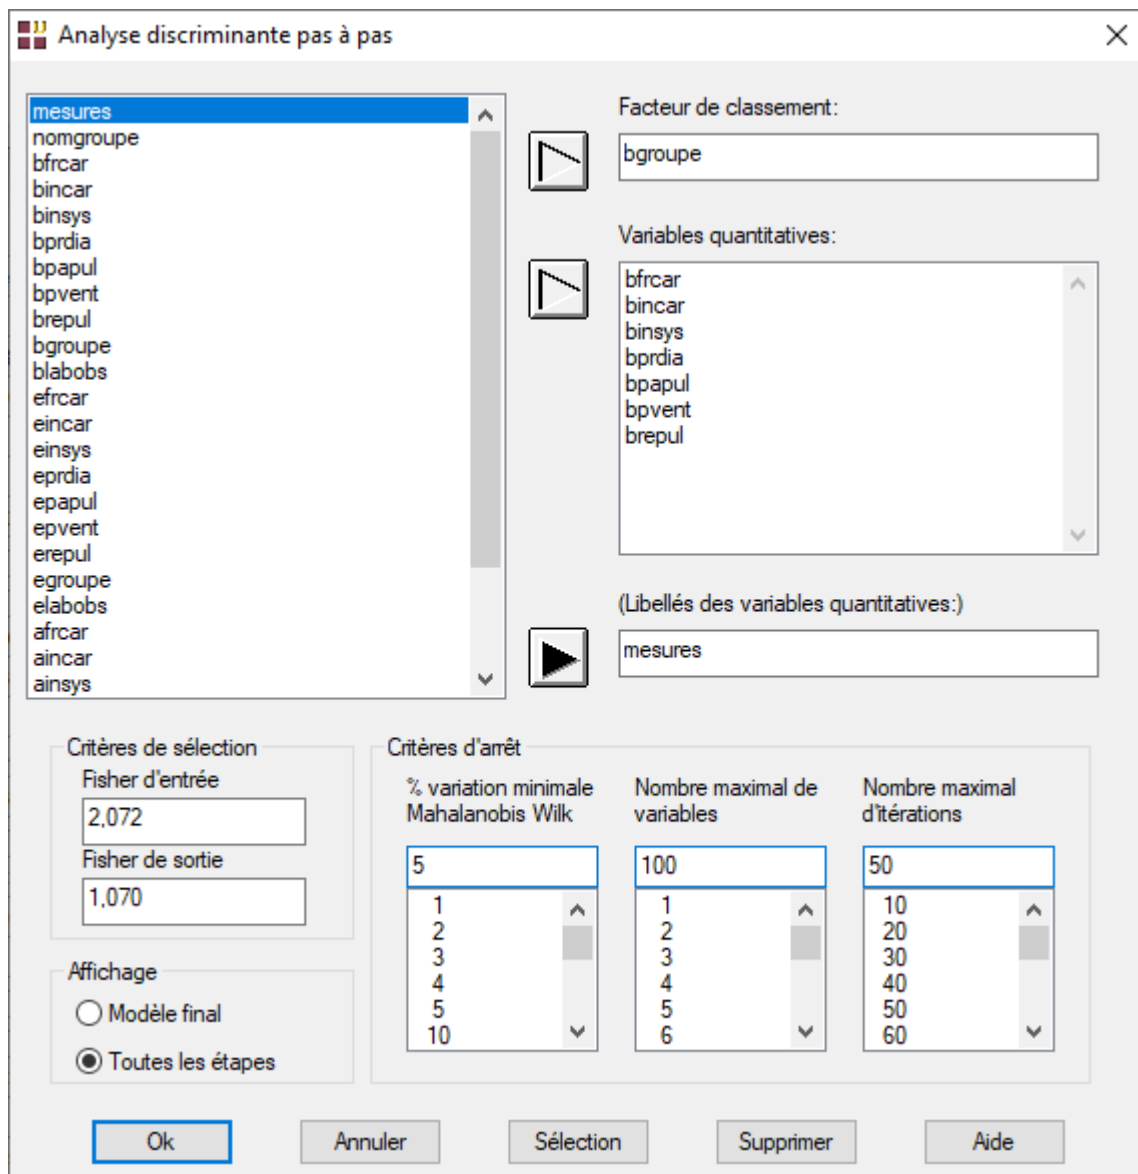 Analyse discriminante pas à pas
mesures
nomgroupe
bfrcar
bincar
binsys
bprdia
bpapul
bpvent
brepul
bgroupe
blabobs
efrcar
eincar
einsys
eprdia
epapul
epvent
erepul
egroupe
elabobs
afrcar
aincar
ainsys
Facteur de classement:
bgroupe
Variables quantitatives:
bfrcar
bincar
binsys
bprdia
bpapul
bpvent
brepul
(Libellés des variables quantitatives:)
mesures
Critères de sélection
Fisher d'entrée
2,072
Fisher de sortie
1,070
Affichage
Modèle final
Toutes les étapes
Critères d'arrêt
% variation minimale
Mahalanobis Wilk
5
1
2
3
4
5
10
Nombre maximal de
variables
100
1
2
3
4
5
6
Nombre maximal
d'itérations
50
10
20
30
40
50
60
Ok
Annuler
Sélection
Supprimer
Aide